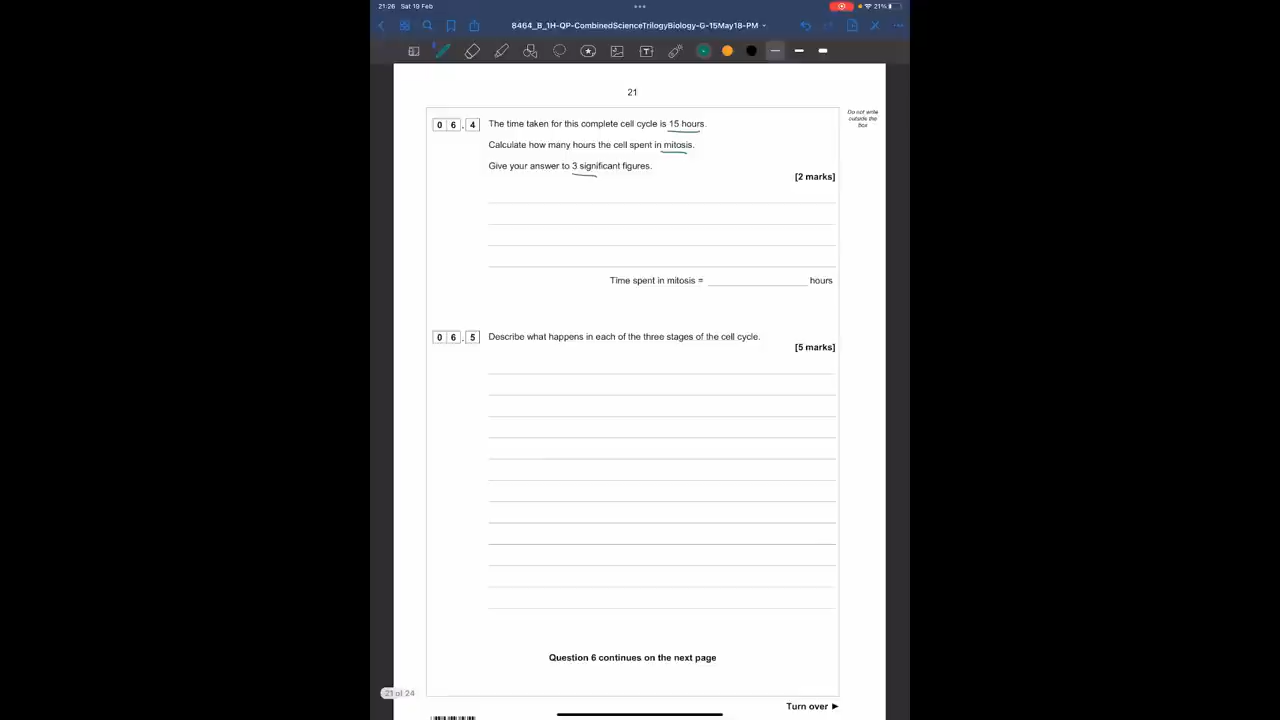 21:26 Sat 19 Feb
21%
8464_B_1H-QP-CombinedScienceTrilogyBiology-G-15May18-PM
21
Do not write
outside the
box
0 6 . 4 The time taken for this complete cell cycle is 15 hours.
Calculate how many hours the cell spent in mitosis.
Give your answer to 3 significant figures.
[2 marks]
Time spent in mitosis = hours
0 6 . 5 Describe what happens in each of the three stages of the cell cycle.
[5 marks]
Question 6 continues on the next page
21 of 24
Turn over